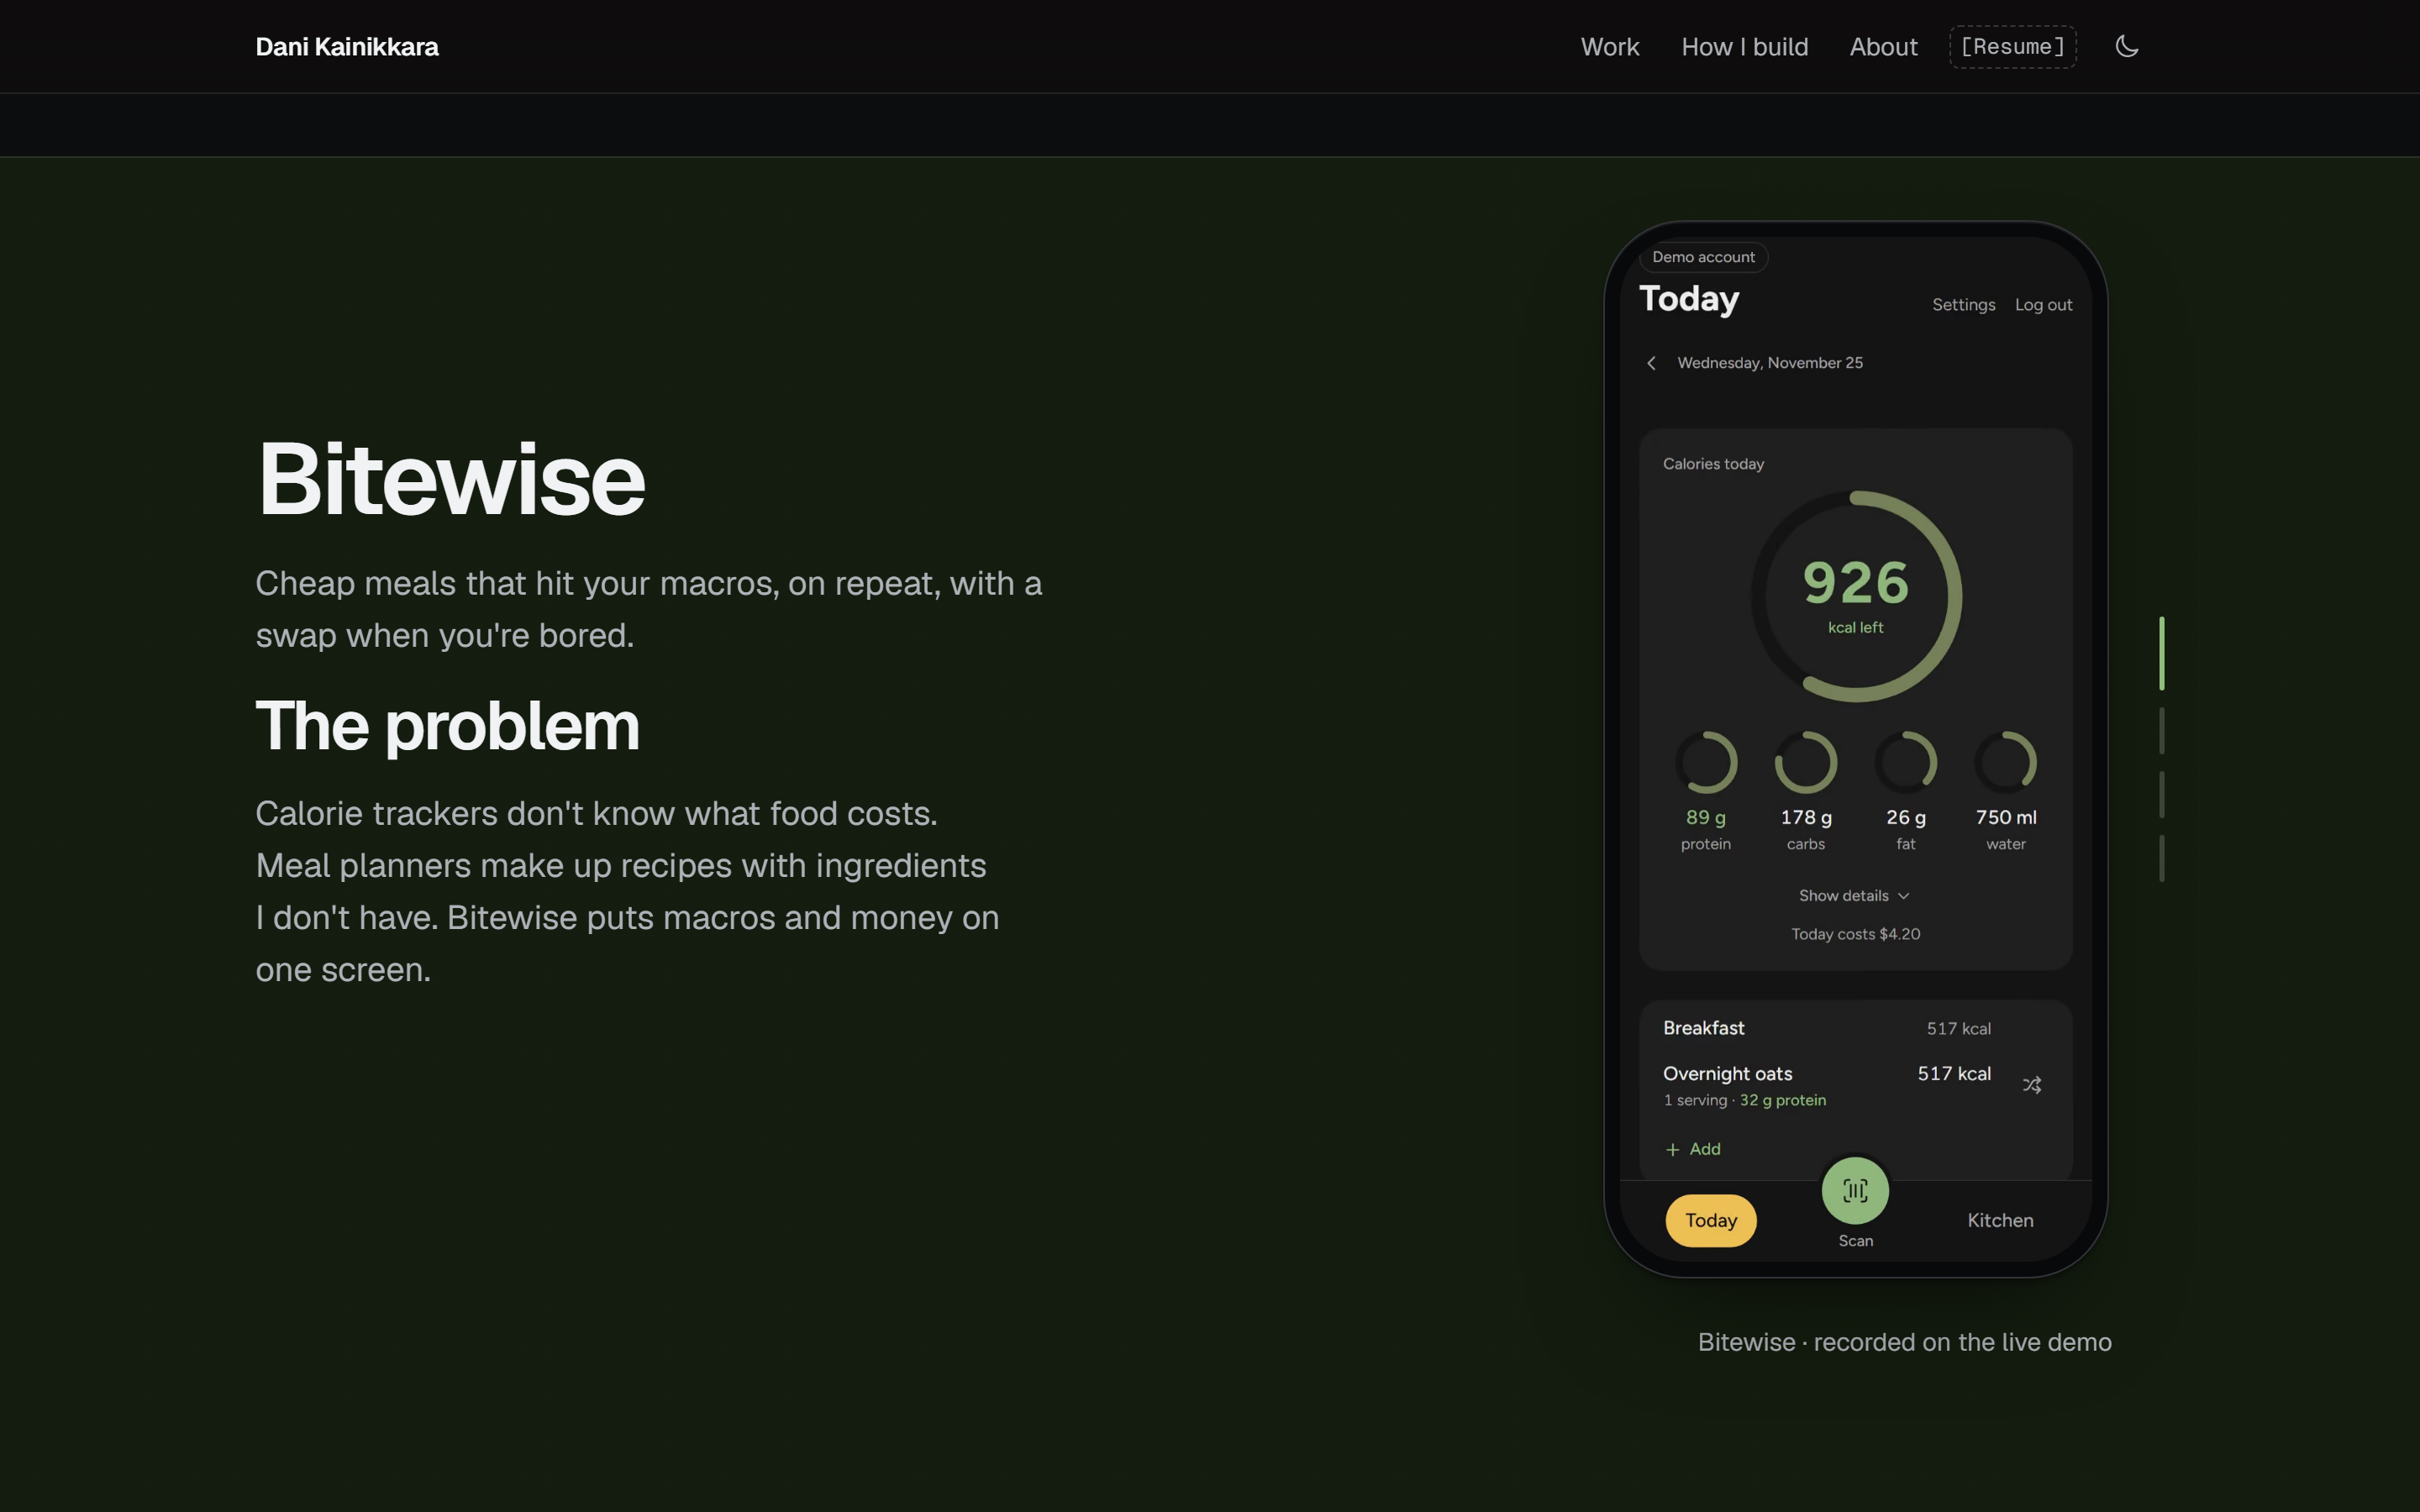 Dani Kainikkara
Work
How I build
About
[Resume]
Bitewise
Cheap meals that hit your macros, on repeat, with a
swap when you're bored.
The problem
Calorie trackers don't know what food costs.
Meal planners make up recipes with ingredients
I don't have. Bitewise puts macros and money on
one screen.
Demo account
Today
Settings
Log out
Wednesday, November 25
Calories today
926
kcal left
89 g
protein
178 g
carbs
26 g
fat
750 ml
water
Show details
Today costs $4.20
Breakfast
517 kcal
Overnight oats
517 kcal
1 serving · 32 g protein
+ Add
Today
Scan
Kitchen
Bitewise · recorded on the live demo